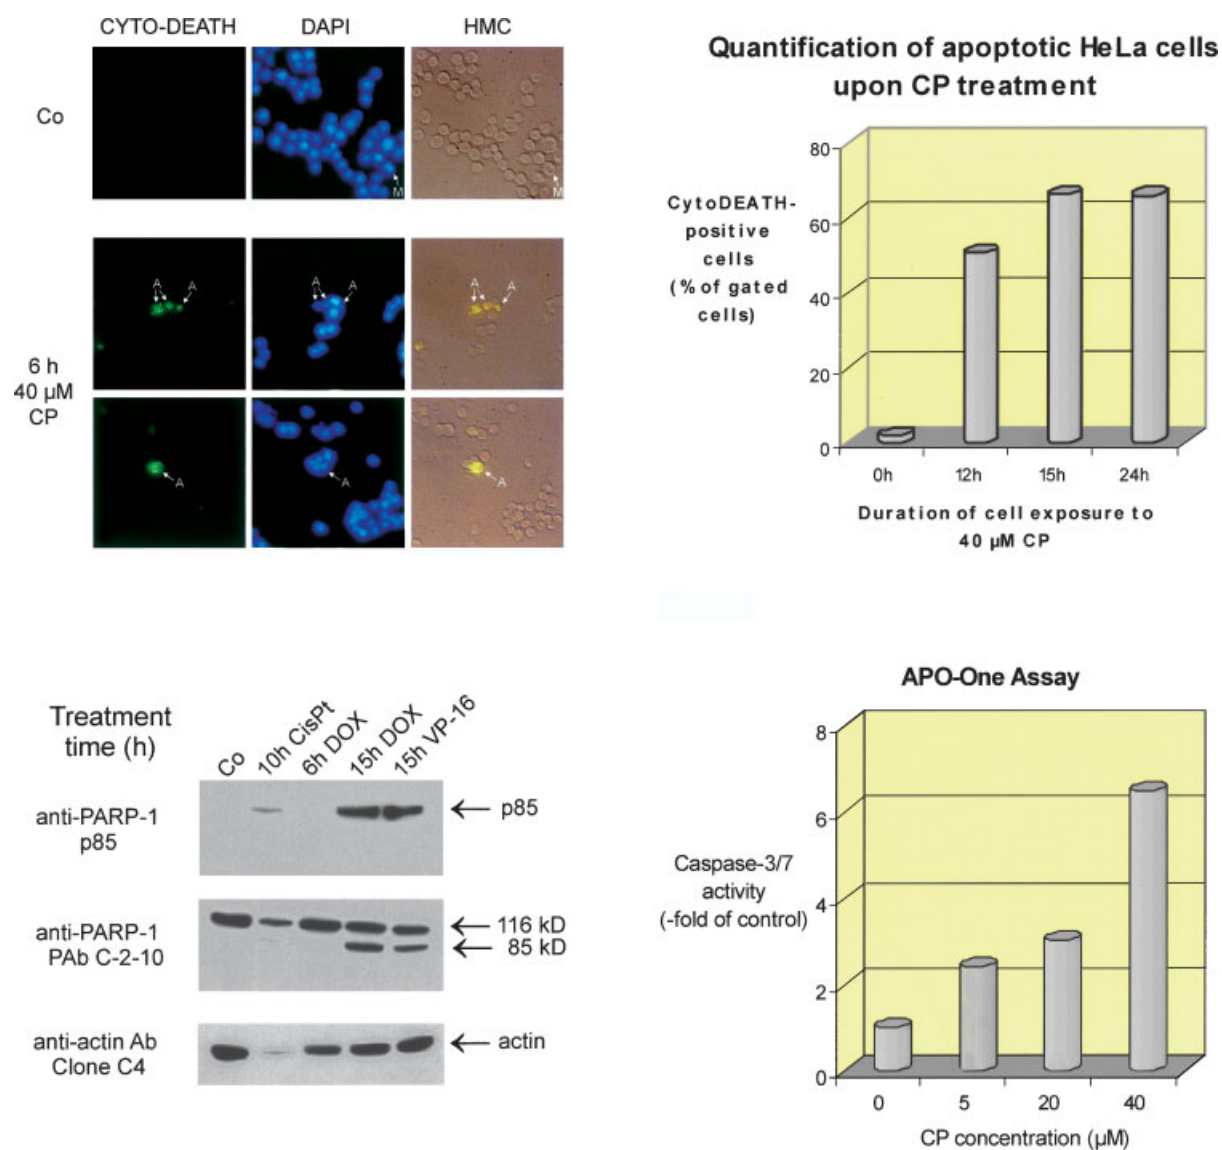 CYTO-DEATH DAPI HMC
Co
M M
A A A A A A
6 h
40 µM
CP
A A A
Quantification of apoptotic HeLa cells
upon CP treatment
CytoDEATH-
positive
cells
(% of gated
cells)
80
60
40
20
0
0h 12h 15h 24h
Duration of cell exposure to
40 µM CP
Treatment
time (h)
Co 10h CisPt 6h DOX 15h DOX 15h VP-16
anti-PARP-1
p85
p85
anti-PARP-1
PAb C-2-10
116 kD
85 kD
anti-actin Ab
Clone C4
actin
APO-One Assay
Caspase-3/7
activity
(-fold of control)
8
6
4
2
0
0 5 20 40
CP concentration (µM)